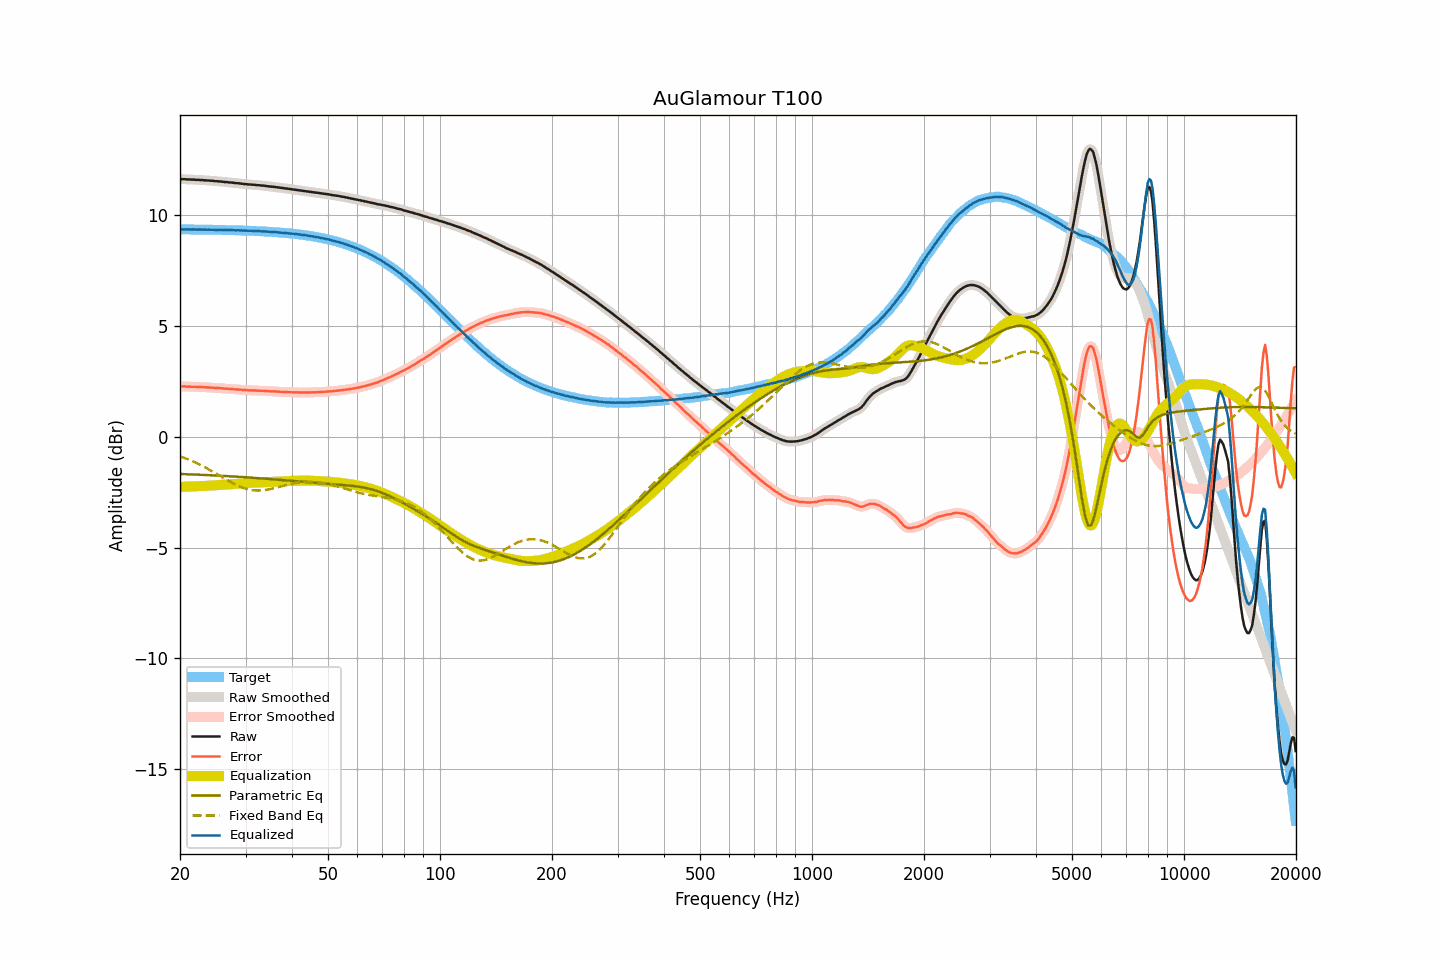 AuGlamour T100
Amplitude (dBr)
10
5
0
−5
−10
−15
Target
Raw Smoothed
Error Smoothed
Raw
Error
Equalization
Parametric Eq
Fixed Band Eq
Equalized
20 50 100 200 500 1000 2000 5000 10000 20000
Frequency (Hz)